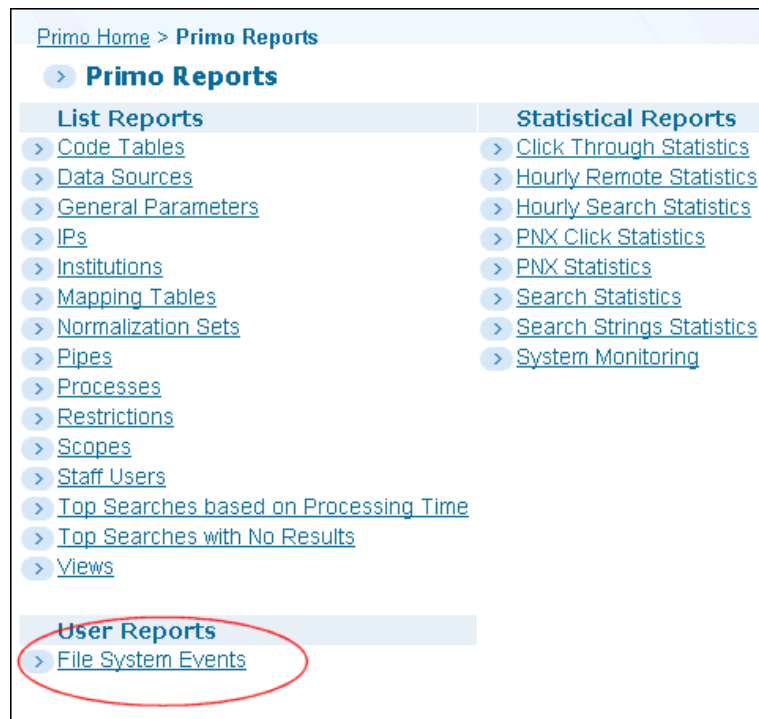 Primo Home > Primo Reports
Primo Reports
List Reports
Code Tables
Data Sources
General Parameters
IPs
Institutions
Mapping Tables
Normalization Sets
Pipes
Processes
Restrictions
Scopes
Staff Users
Top Searches based on Processing Time
Top Searches with No Results
Views
Statistical Reports
Click Through Statistics
Hourly Remote Statistics
Hourly Search Statistics
PNX Click Statistics
PNX Statistics
Search Statistics
Search Strings Statistics
System Monitoring
User Reports
File System Events